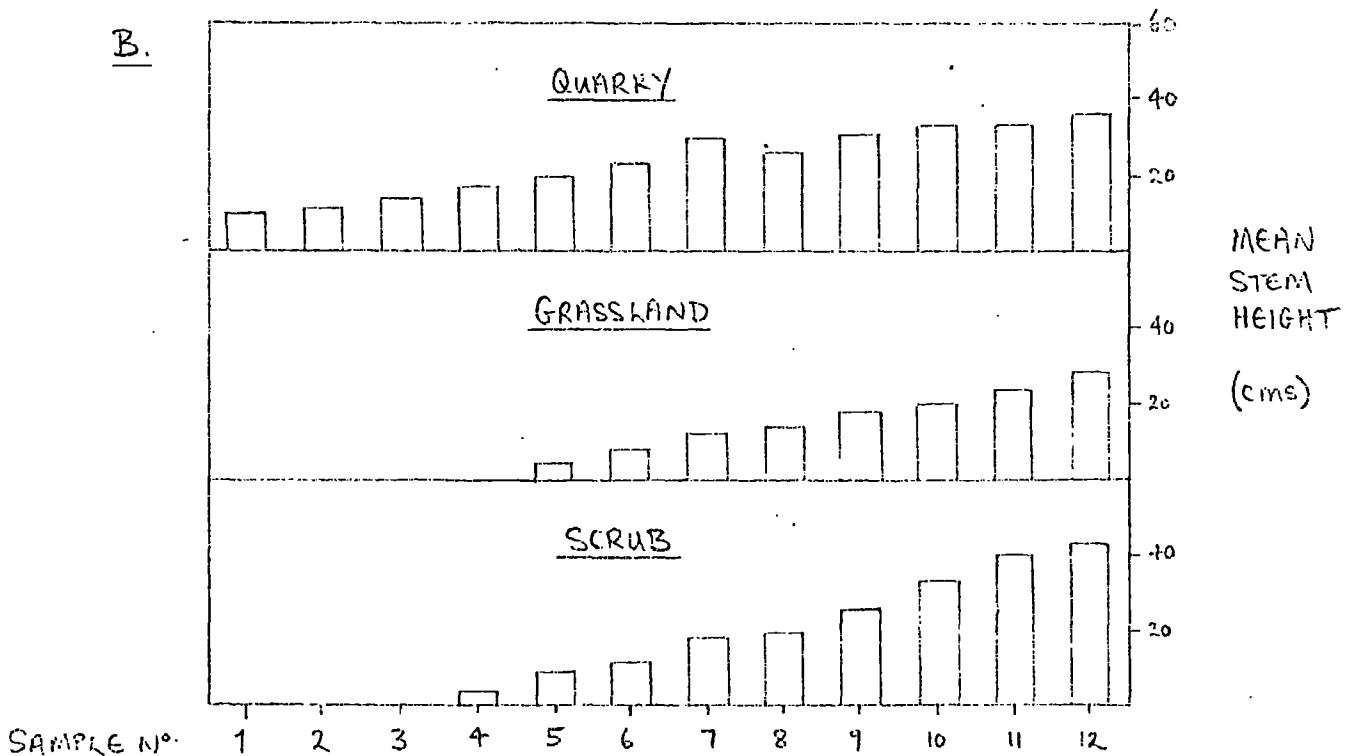 B.
60
QUARRY
40
20
MEAN
STEM
HEIGHT
(cms)
GRASSLAND
40
20
SCRUB
40
20
SAMPLE No. 1 2 3 4 5 6 7 8 9 10 11 12